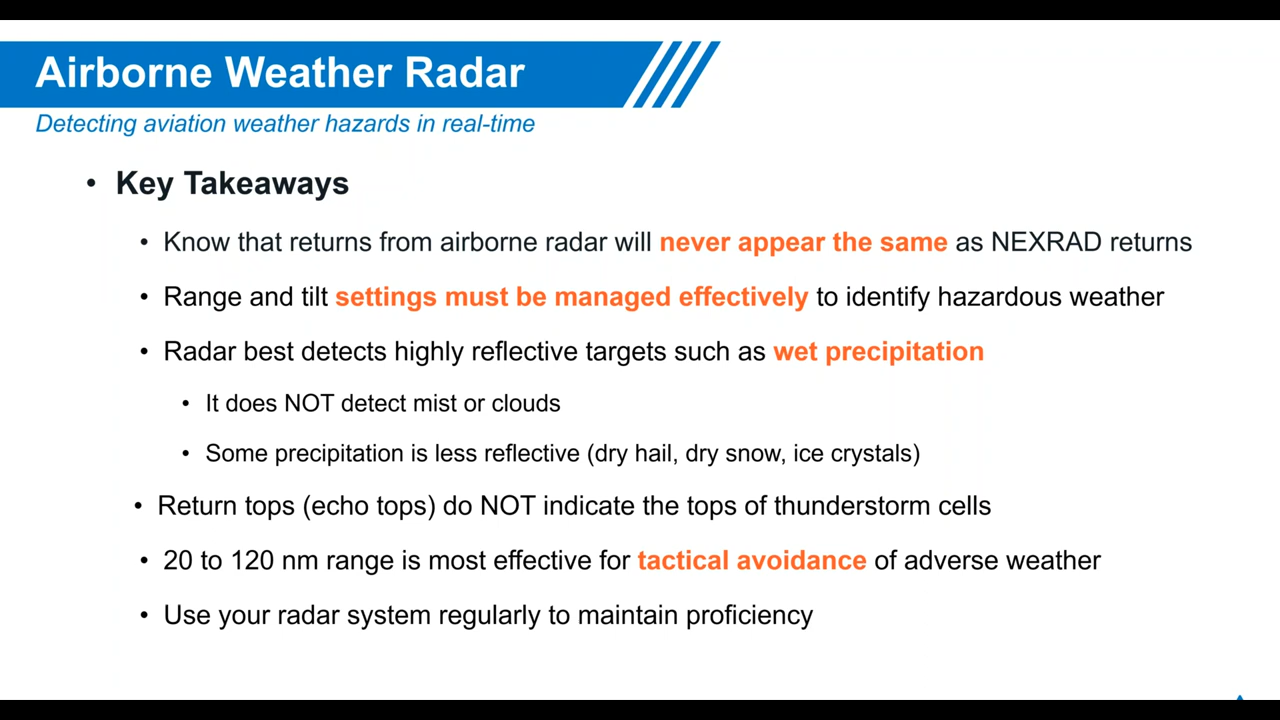 Airborne Weather Radar
Detecting aviation weather hazards in real-time
• Key Takeaways
• Know that returns from airborne radar will never appear the same as NEXRAD returns
• Range and tilt settings must be managed effectively to identify hazardous weather
• Radar best detects highly reflective targets such as wet precipitation
• It does NOT detect mist or clouds
• Some precipitation is less reflective (dry hail, dry snow, ice crystals)
• Return tops (echo tops) do NOT indicate the tops of thunderstorm cells
• 20 to 120 nm range is most effective for tactical avoidance of adverse weather
• Use your radar system regularly to maintain proficiency